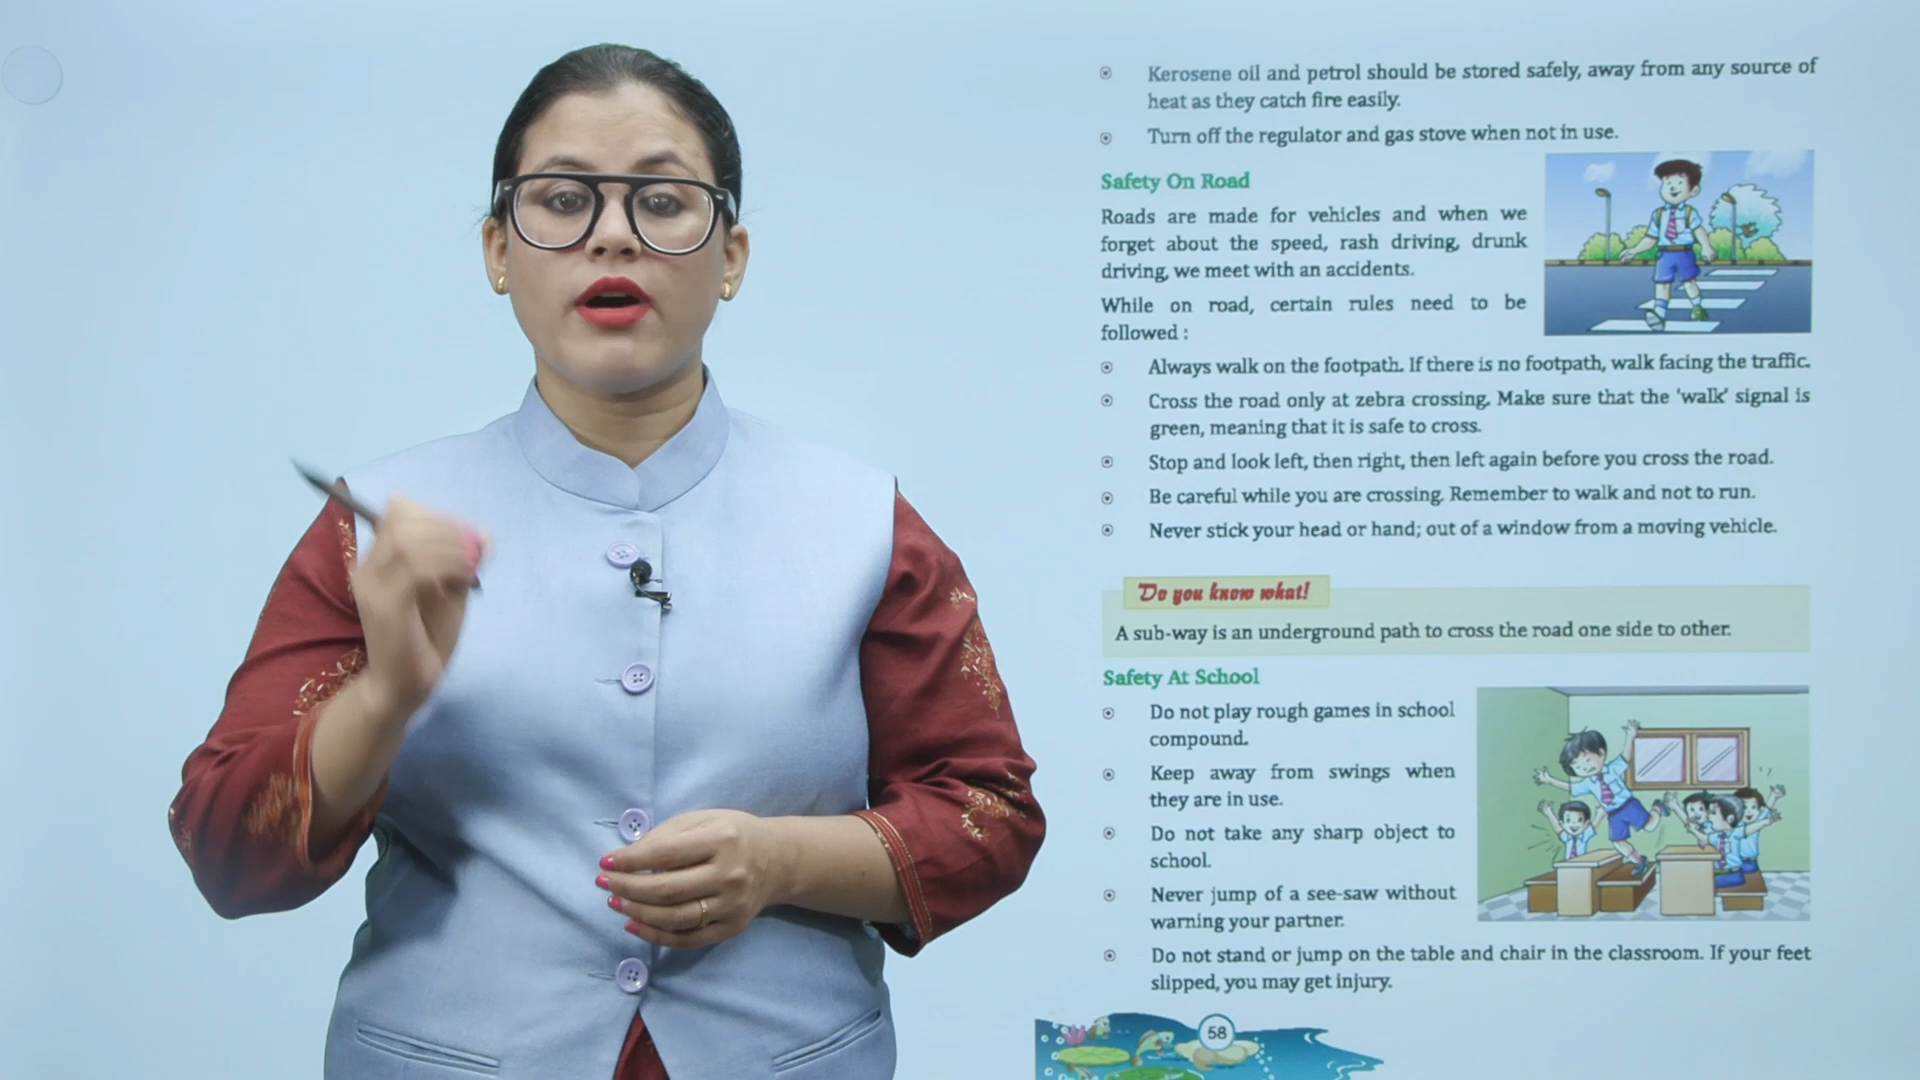 Kerosene oil and petrol should be stored safely, away from any source of
heat as they catch fire easily.
Turn off the regulator and gas stove when not in use.
Safety On Road
Roads are made for vehicles and when we
forget about the speed, rash driving, drunk
driving, we meet with an accidents.
While on road, certain rules need to be
followed :
Always walk on the footpath. If there is no footpath, walk facing the traffic.
Cross the road only at zebra crossing. Make sure that the 'walk' signal is
green, meaning that it is safe to cross.
Stop and look left, then right, then left again before you cross the road.
Be careful while you are crossing. Remember to walk and not to run.
Never stick your head or hand; out of a window from a moving vehicle.
Do you know what!
A sub-way is an underground path to cross the road one side to other.
Safety At School
Do not play rough games in school
compound.
Keep away from swings when
they are in use.
Do not take any sharp object to
school.
Never jump of a see-saw without
warning your partner.
Do not stand or jump on the table and chair in the classroom. If your feet
slipped, you may get injury.
58